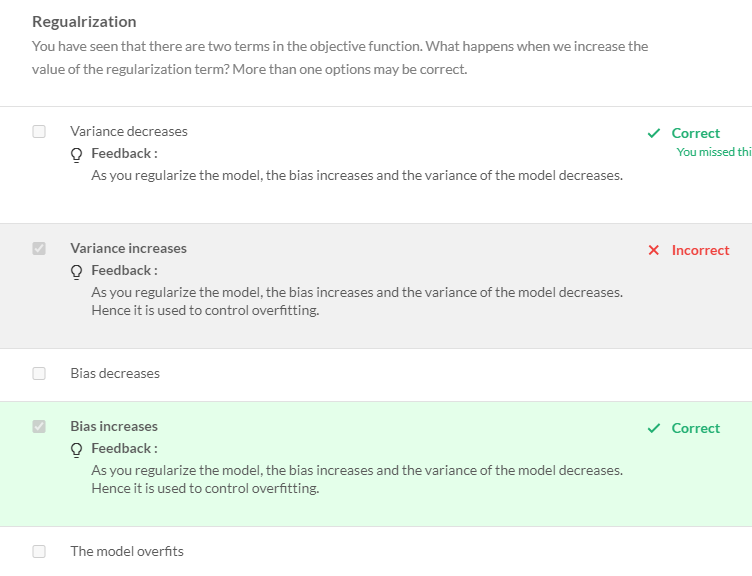 Regualrization
You have seen that there are two terms in the objective function. What happens when we increase the
value of the regularization term? More than one options may be correct.
Variance decreases
Correct
Feedback :
You missed thi
As you regularize the model, the bias increases and the variance of the model decreases.
Variance increases
Incorrect
Feedback :
As you regularize the model, the bias increases and the variance of the model decreases.
Hence it is used to control overfitting.
Bias decreases
Bias increases
Correct
Feedback :
As you regularize the model, the bias increases and the variance of the model decreases.
Hence it is used to control overfitting.
The model overfits